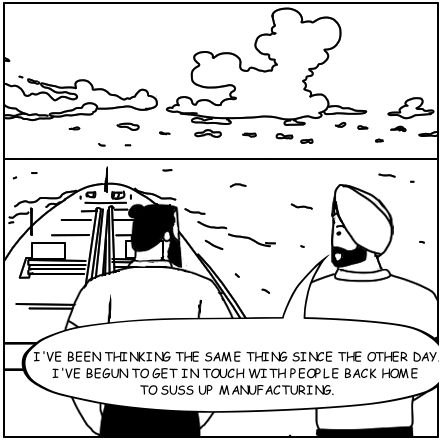 I'VE BEEN THINKING THE SAME THING SINCE THE OTHER DAY.
I'VE BEGUN TO GET IN TOUCH WITH PEOPLE BACK HOME
TO SUSS UP MANUFACTURING.